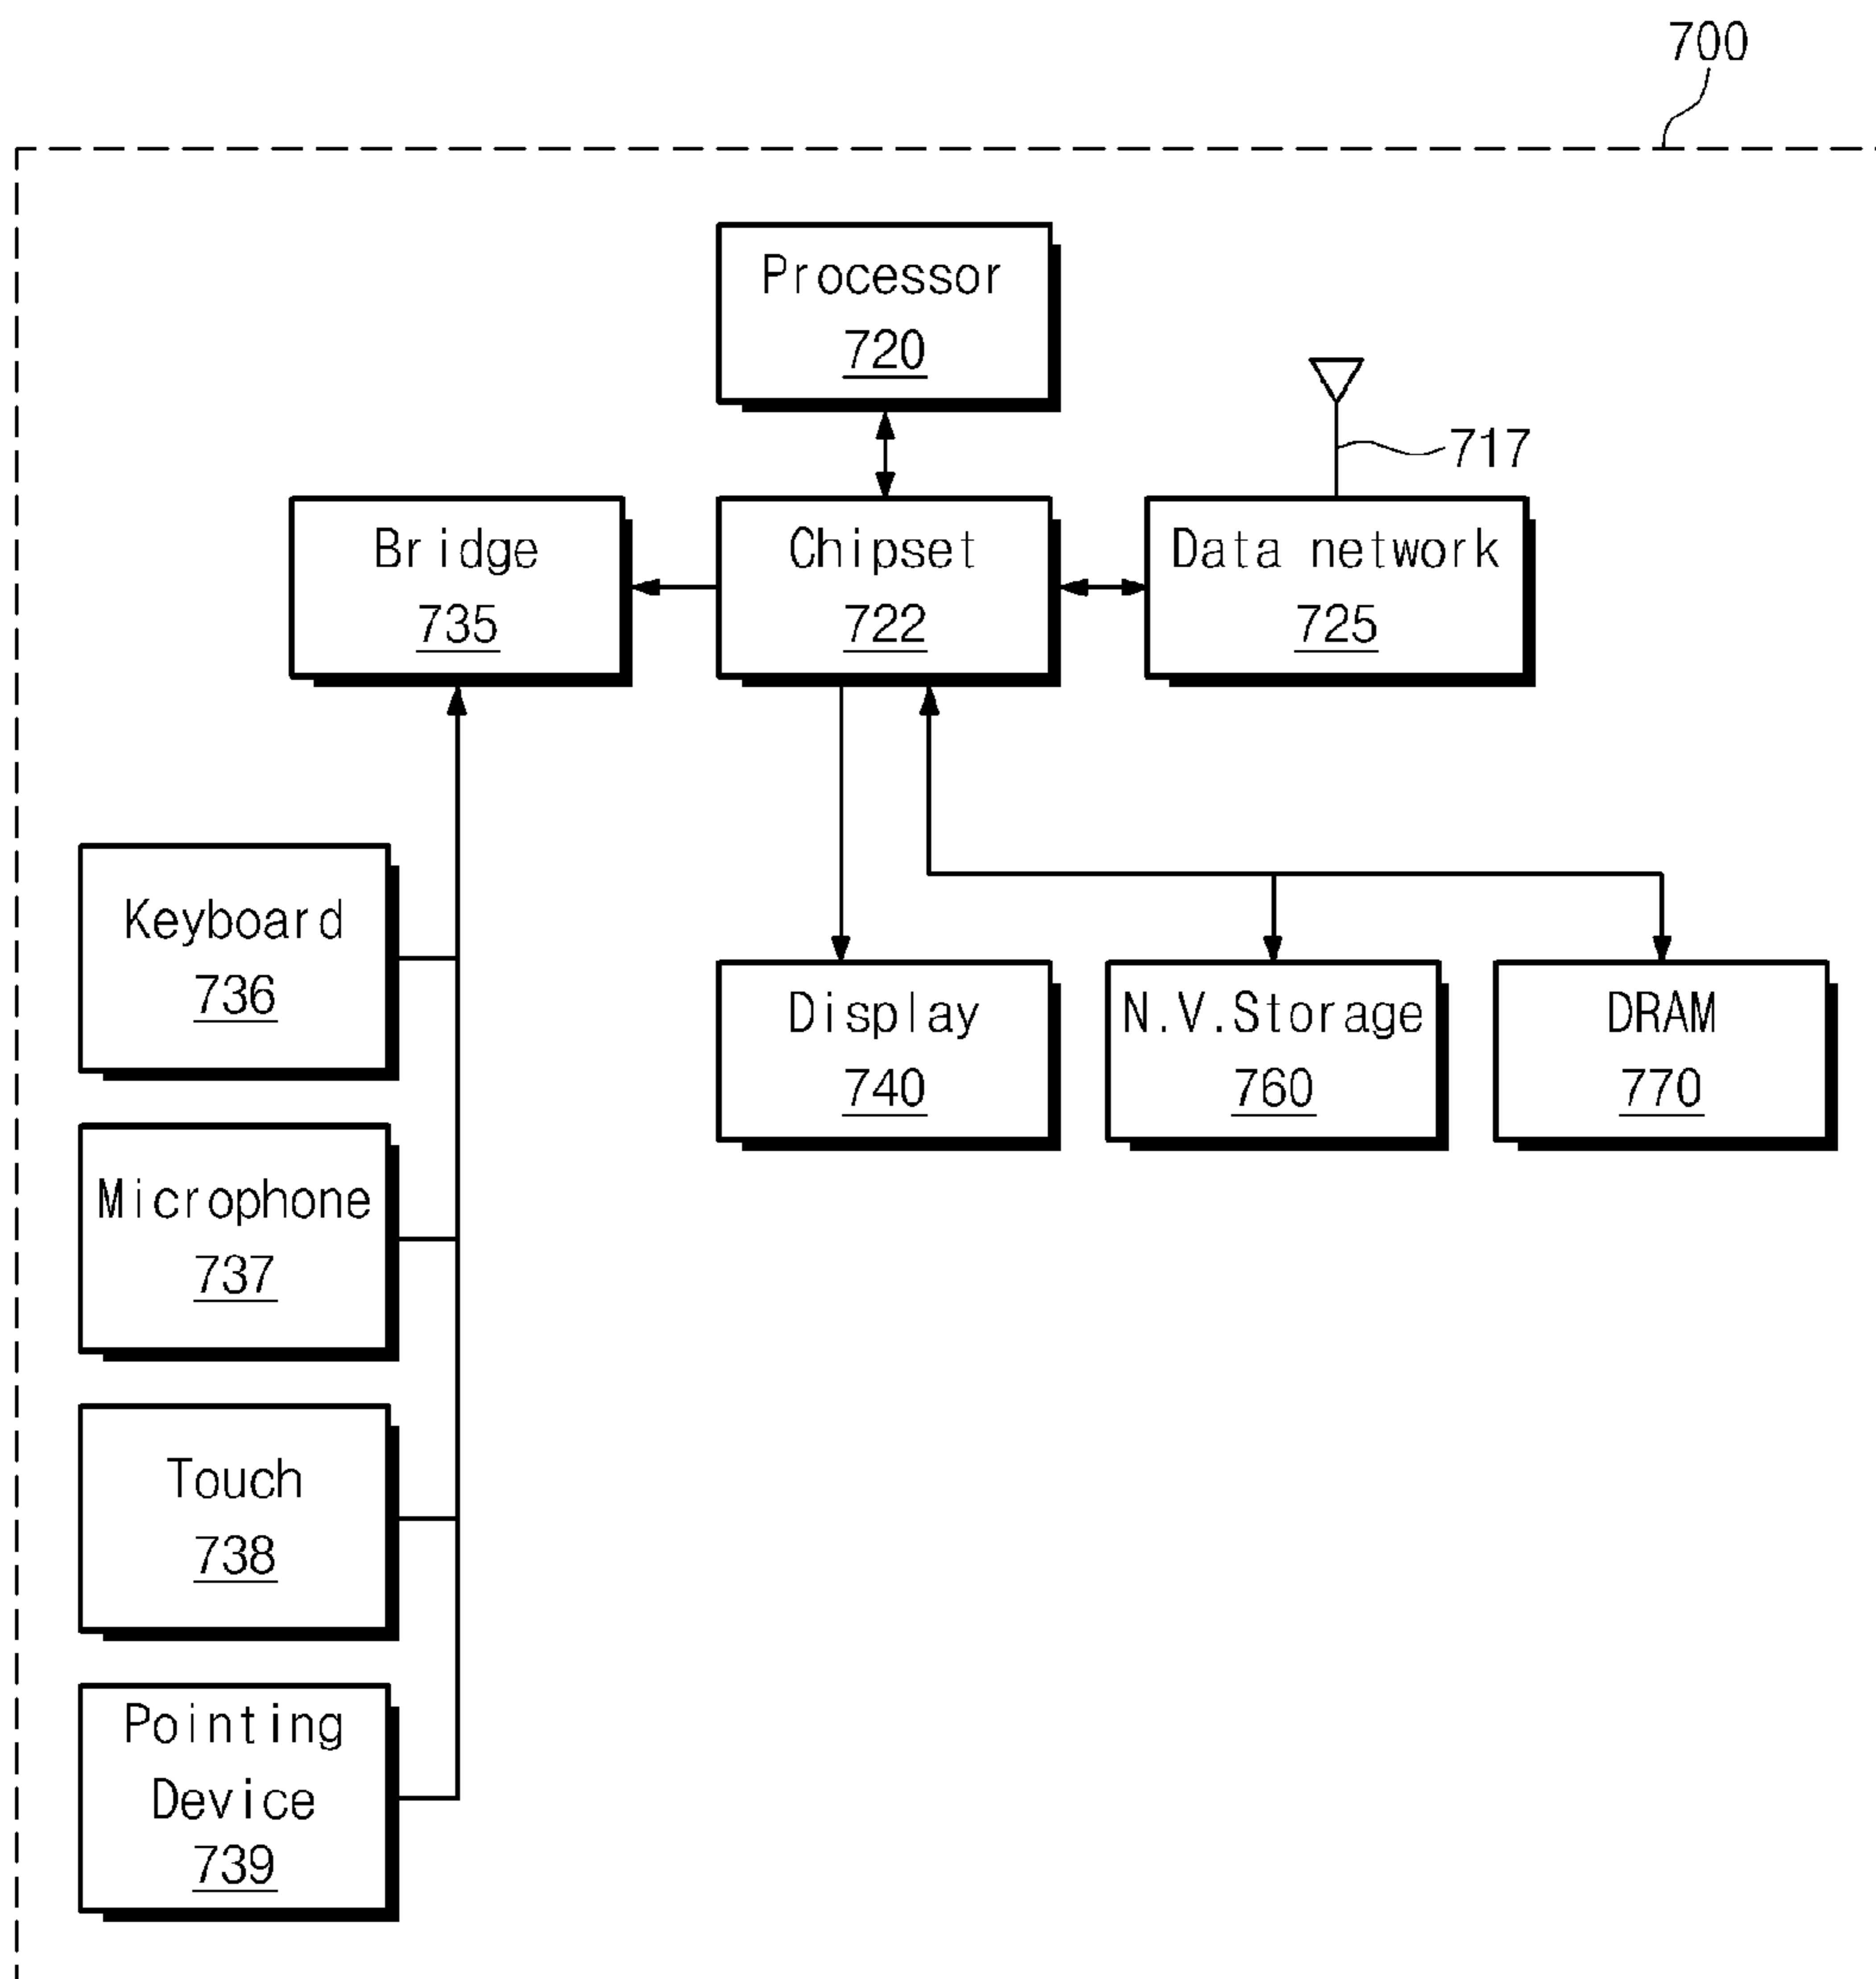 700
Processor
720
717
Bridge
735
Chipset
722
Data network
725
Keyboard
736
Display
740
N.V.Storage
760
DRAM
770
Microphone
737
Touch
738
Pointing
Device
739